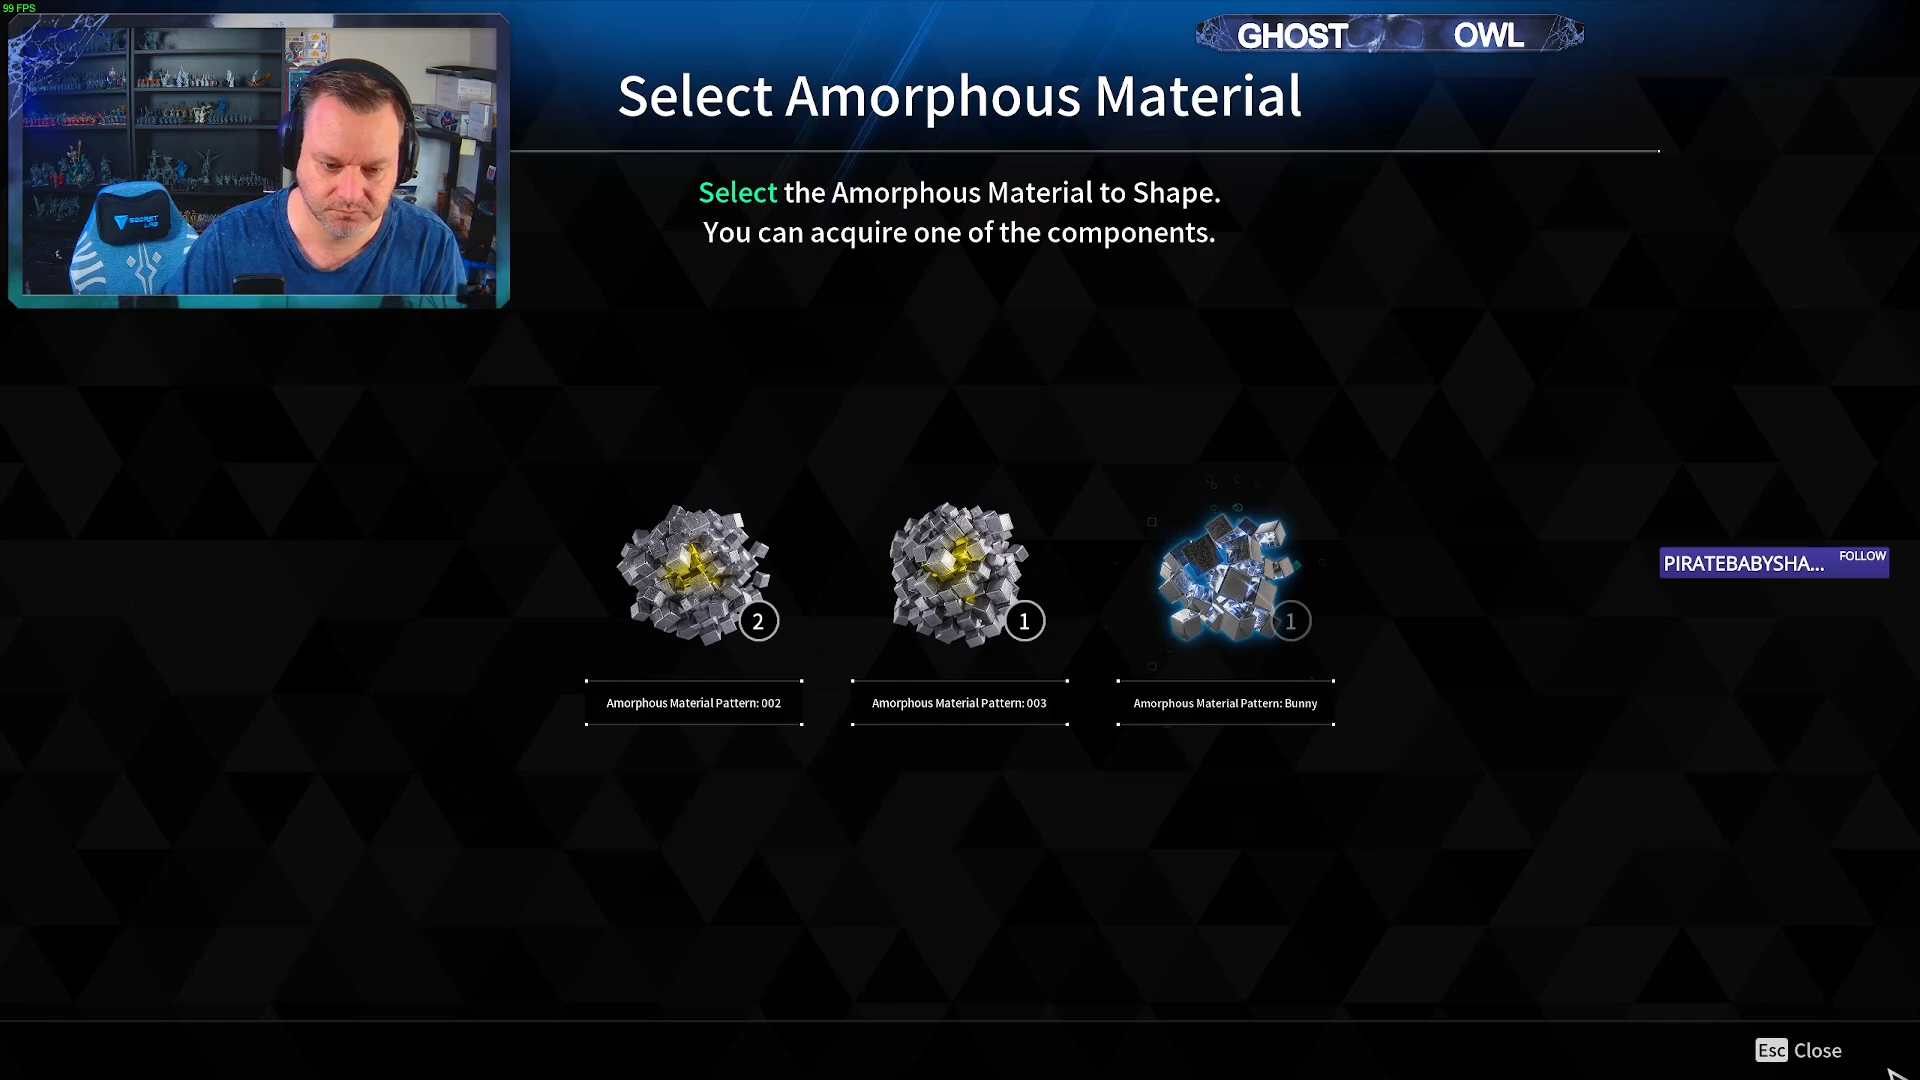 99 FPS
GHOST OWL
Select Amorphous Material
SECRET LAB
Select the Amorphous Material to Shape.
You can acquire one of the components.
PIRATEBABYSHA... FOLLOW
2
1
1
Amorphous Material Pattern: 002
Amorphous Material Pattern: 003
Amorphous Material Pattern: Bunny
Esc Close